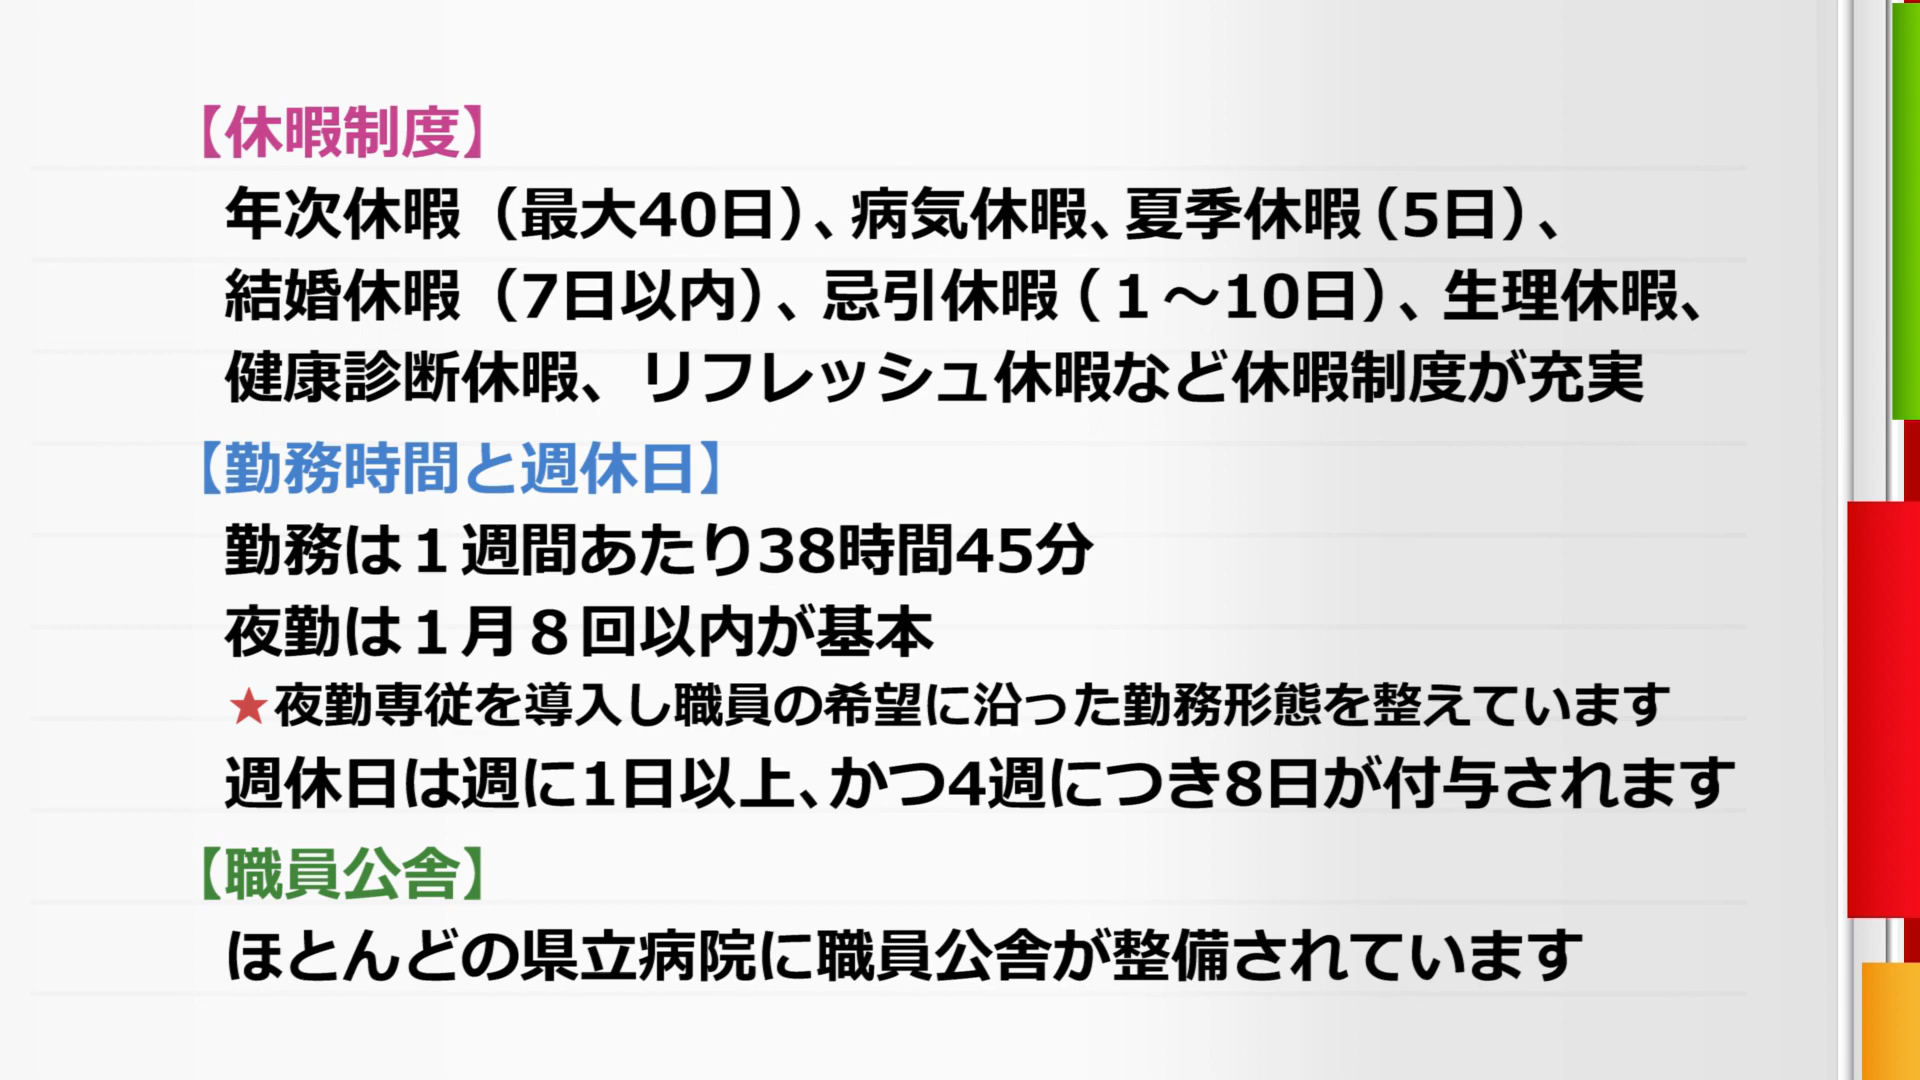 【休暇制度】
年次休暇（最大40日）、病気休暇、夏季休暇（5日）、
結婚休暇（7日以内）、忌引休暇（１～10日）、生理休暇、
健康診断休暇、リフレッシュ休暇など休暇制度が充実
【勤務時間と週休日】
勤務は１週間あたり38時間45分
夜勤は１月８回以内が基本
★夜勤専従を導入し職員の希望に沿った勤務形態を整えています
週休日は週に1日以上、かつ4週につき8日が付与されます
【職員公舎】
ほとんどの県立病院に職員公舎が整備されています